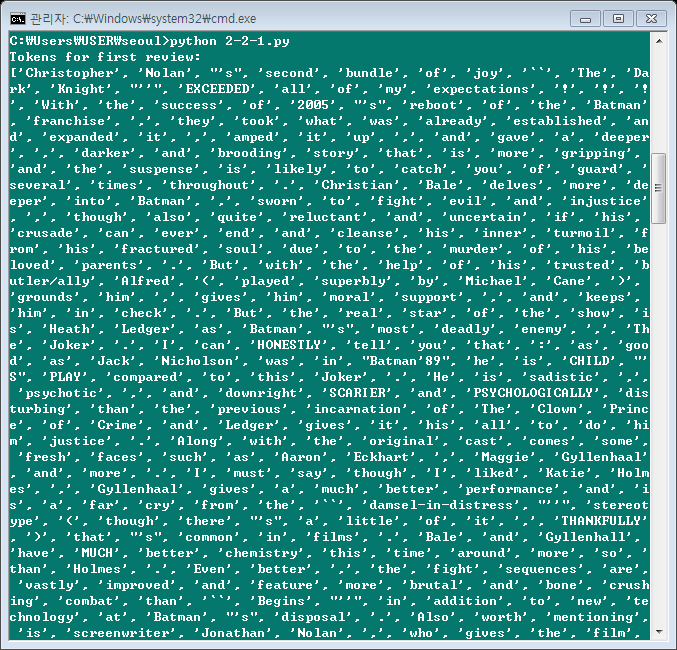 관리자: C:\Windows\system32\cmd.exe
C:₩Users₩USER₩seoul>python 2-2-1.py
Tokens for first review:
['Christopher', 'Nolan', "'s", 'second', 'bundle', 'of', 'joy', '``', 'The', 'Da
rk', 'Knight', "''", 'EXCEEDED', 'all', 'of', 'my', 'expectations', '!', '!', '!
', 'With', 'the', 'success', 'of', '2005', "'s", 'reboot', 'of', 'the', 'Batman'
, 'franchise', ',', 'they', 'took', 'what', 'was', 'already', 'established', 'an
d', 'expanded', 'it', ',', 'amped', 'it', 'up', ',', 'and', 'gave', 'a', 'deeper
', ',', 'darker', 'and', 'brooding', 'story', 'that', 'is', 'more', 'gripping',
'and', 'the', 'suspense', 'is', 'likely', 'to', 'catch', 'you', 'of', 'guard', '
several', 'times', 'throughout', '.', 'Christian', 'Bale', 'delves', 'more', 'de
eper', 'into', 'Batman', ',', 'sworn', 'to', 'fight', 'evil', 'and', 'injustice'
, ',', 'though', 'also', 'quite', 'reluctant', 'and', 'uncertain', 'if', 'his',
'crusade', 'can', 'ever', 'end', 'and', 'cleanse', 'his', 'inner', 'turmoil', 'f
rom', 'his', 'fractured', 'soul', 'due', 'to', 'the', 'murder', 'of', 'his', 'be
loved', 'parents', '.', 'But', 'with', 'the', 'help', 'of', 'his', 'trusted', 'b
utler/ally', 'Alfred', '(', 'played', 'superbly', 'by', 'Michael', 'Cane', ')',
'grounds', 'him', ',', 'gives', 'him', 'moral', 'support', ',', 'and', 'keeps',
'him', 'in', 'check', '.', 'But', 'the', 'real', 'star', 'of', 'the', 'show', 'i
s', 'Heath', 'Ledger', 'as', 'Batman', "'s", 'most', 'deadly', 'enemy', ',', 'Th
e', 'Joker', '.', 'I', 'can', 'HONESTLY', 'tell', 'you', 'that', ':', 'as', 'goo
d', 'as', 'Jack', 'Nicholson', 'was', 'in', "Batman'89", 'he', 'is', 'CHILD', "'
S", 'PLAY', 'compared', 'to', 'this', 'Joker', '.', 'He', 'is', 'sadistic', ',',
 'psychotic', ',', 'and', 'downright', 'SCARIER', 'and', 'PSYCHOLOGICALLY', 'dis
turbing', 'than', 'the', 'previous', 'incarnation', 'of', 'The', 'Clown', 'Princ
e', 'of', 'Crime', 'and', 'Ledger', 'gives', 'it', 'his', 'all', 'to', 'do', 'hi
m', 'justice', '.', 'Along', 'with', 'the', 'original', 'cast', 'comes', 'some',
 'fresh', 'faces', 'such', 'as', 'Aaron', 'Eckhart', ',', 'Maggie', 'Gyllenhaal'
, 'and', 'more', '.', 'I', 'must', 'say', 'though', 'I', 'liked', 'Katie', 'Holm
es', ',', 'Gyllenhaal', 'gives', 'a', 'much', 'better', 'performance', 'and', 'i
s', 'a', 'far', 'cry', 'from', 'the', '``', 'damsel-in-distress', "''", 'stereot
ype', '(', 'though', 'there', "'s", 'a', 'little', 'of', 'it', ',', 'THANKFULLY'
, ')', 'that', "'s", 'common', 'in', 'films', '.', 'Bale', 'and', 'Gyllenhall',
'have', 'MUCH', 'better', 'chemistry', 'this', 'time', 'around', 'more', 'so', '
than', 'Holmes', '.', 'Even', 'better', ',', 'the', 'fight', 'sequences', 'are',
 'vastly', 'improved', 'and', 'feature', 'more', 'brutal', 'and', 'bone', 'crush
ing', 'combat', 'than', '``', 'Begins', "''", 'in', 'addition', 'to', 'new', 'te
chnology', 'at', 'Batman', "'s", 'disposal', '.', 'Also', 'worth', 'mentioning',
 'is', 'screenwriter', 'Jonathan', 'Nolan', ',', 'who', 'gives', 'the', 'film',